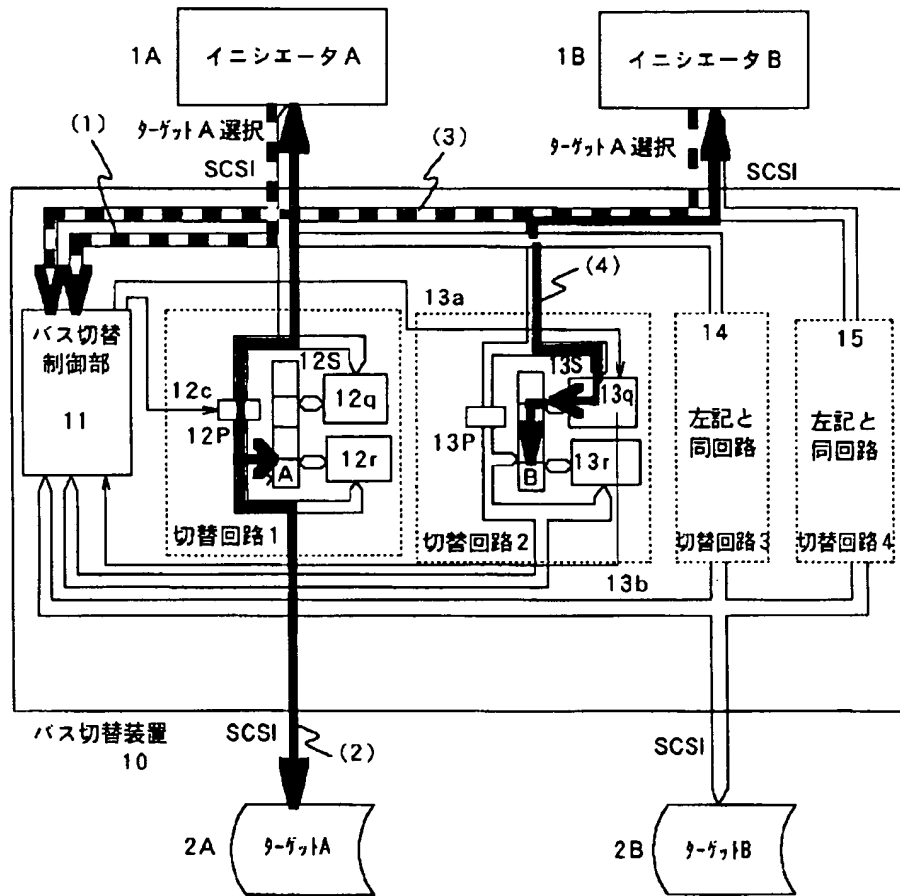 1A
イニシエータA
1B
イニシエータB
(1)
ターゲットA選択
SCSI
(3)
ターゲットA選択
SCSI
(4)
13a
バス切替
制御部
11
12c
12P
12S
12q
12r
A
切替回路1
13S
13q
13P
13r
B
切替回路2
13b
14
左記と
同回路
切替回路3
15
左記と
同回路
切替回路4
バス切替装置
10
SCSI
(2)
SCSI
2A
ターゲットA
2B
ターゲットB